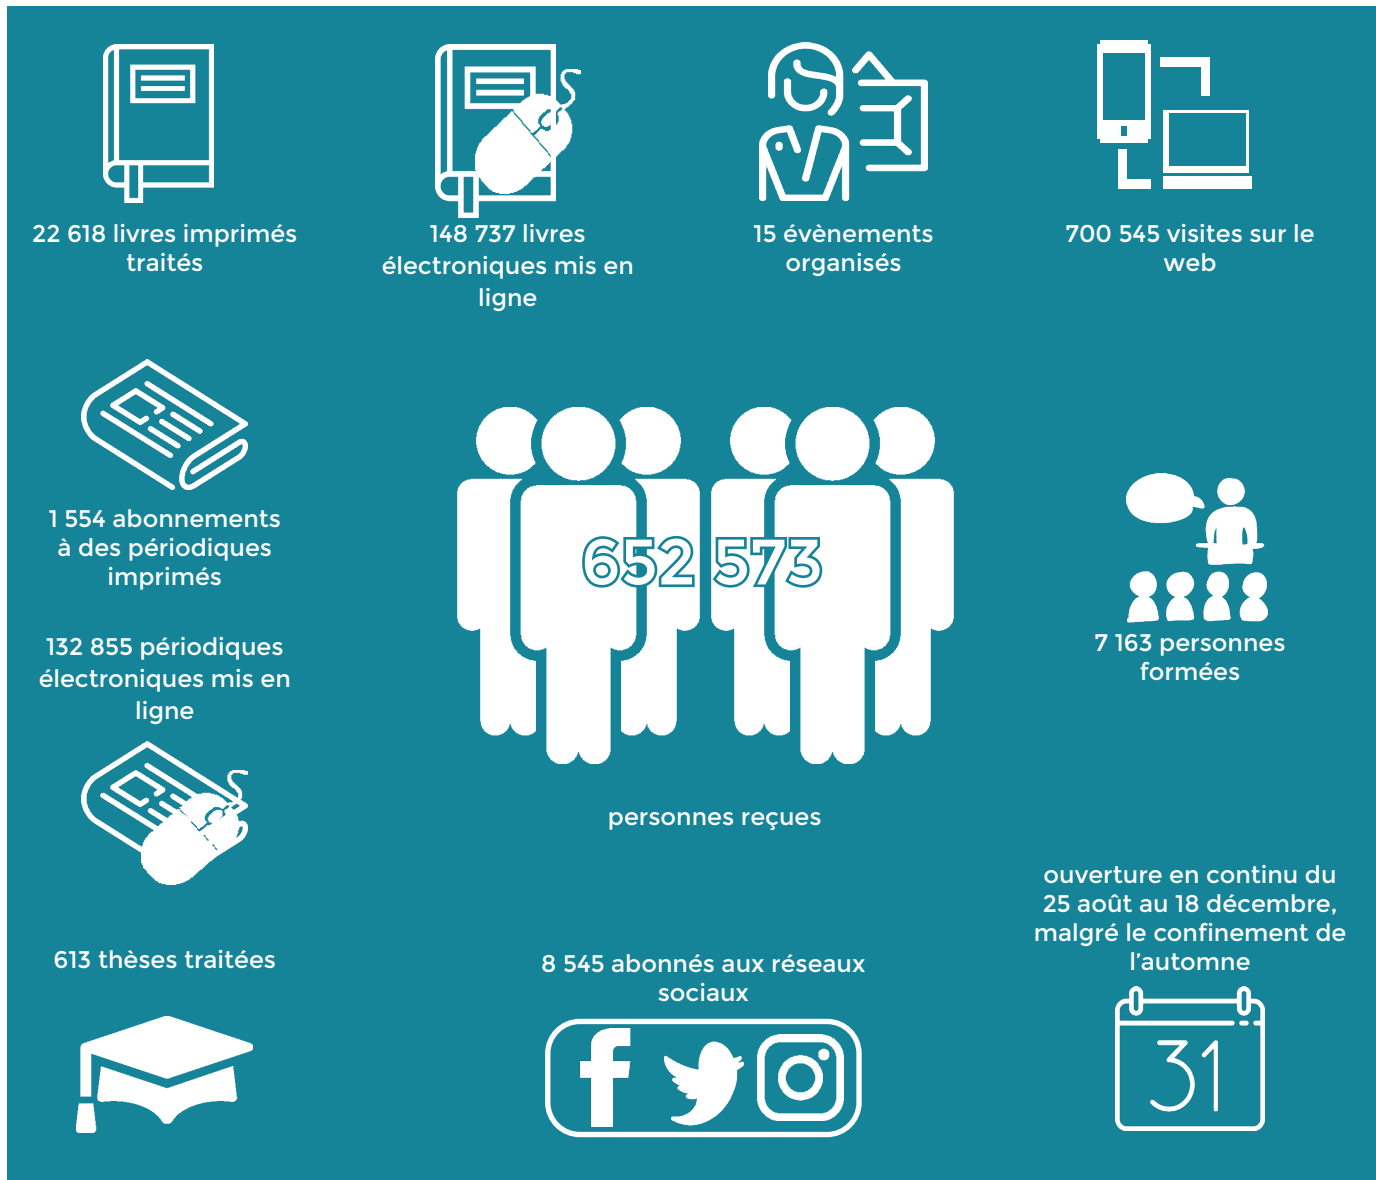 22 618 livres imprimés
traités
148 737 livres
électroniques mis en
ligne
15 évènements
organisés
700 545 visites sur le
web
1 554 abonnements
à des périodiques
imprimés
132 855 périodiques
électroniques mis en
ligne
652 573
personnes reçues
7 163 personnes
formées
613 thèses traitées
8 545 abonnés aux réseaux
sociaux
ouverture en continu du
25 août au 18 décembre,
malgré le confinement de
l'automne
31